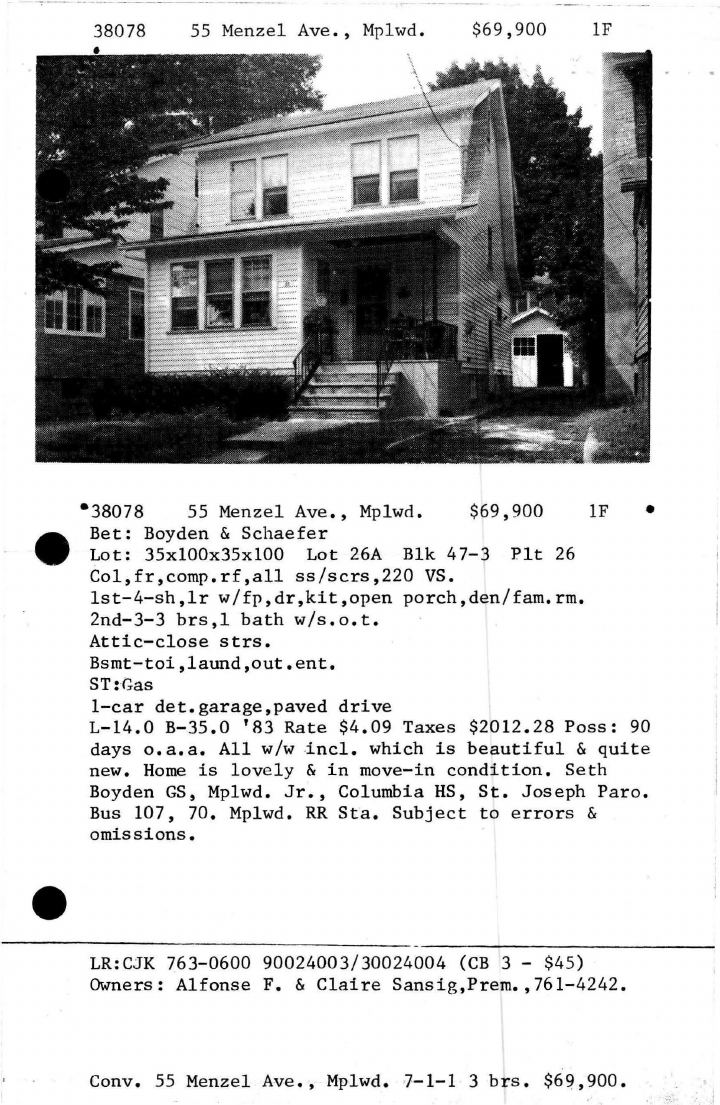 38078 55 Menzel Ave., Mplwd. $69,900 1F
38078 55 Menzel Ave., Mplwd. $69,900 1F
Bet: Boyden & Schaefer
Lot: 35x100x35x100 Lot 26A Blk 47-3 Plt 26
Col,fr,comp.rf,all ss/scrs,220 VS.
1st-4-sh,lr w/fp,dr,kit,open porch,den/fam.rm.
2nd-3-3 brs,1 bath w/s.o.t.
Attic-close strs.
Bsmt-toi,laund,out.ent.
ST:Gas
1-car det.garage,paved drive
L-14.0 B-35.0 '83 Rate $4.09 Taxes $2012.28 Poss: 90
days o.a.a. All w/w incl. which is beautiful & quite
new. Home is lovely & in move-in condition. Seth
Boyden GS, Mplwd. Jr., Columbia HS, St. Joseph Paro.
Bus 107, 70. Mplwd. RR Sta. Subject to errors &
omissions.
LR:CJK 763-0600 90024003/30024004 (CB 3 - $45)
Owners: Alfonse F. & Claire Sansig,Prem.,761-4242.
Conv. 55 Menzel Ave., Mplwd. 7-1-1 3 brs. $69,900.